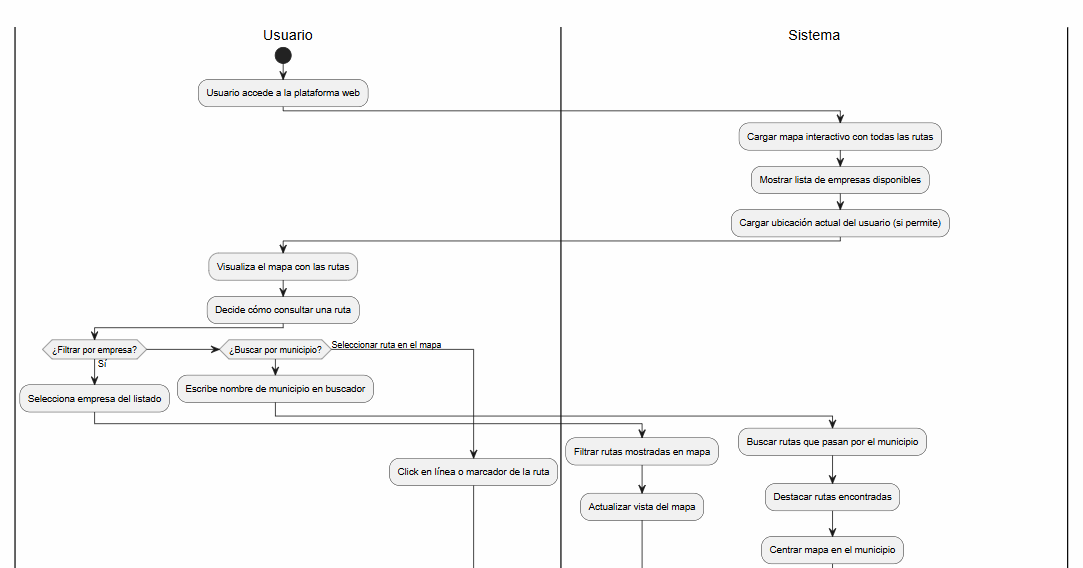 Usuario
Sistema
Usuario accede a la plataforma web
Cargar mapa interactivo con todas las rutas
Mostrar lista de empresas disponibles
Cargar ubicación actual del usuario (si permite)
Visualiza el mapa con las rutas
Decide cómo consultar una ruta
¿Filtrar por empresa?
¿Buscar por municipio?
Seleccionar ruta en el mapa
Sí
Selecciona empresa del listado
Escribe nombre de municipio en buscador
Filtrar rutas mostradas en mapa
Buscar rutas que pasan por el municipio
Click en línea o marcador de la ruta
Actualizar vista del mapa
Destacar rutas encontradas
Centrar mapa en el municipio